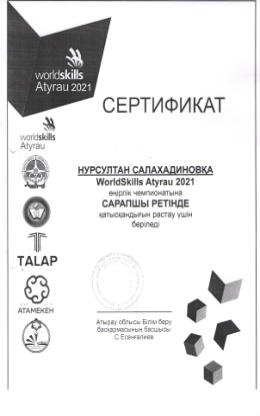 worldskills
Atyrau 2021
СЕРТИФИКАТ
worldskills
Atyrau
НУРСУЛТАН САЛАХАДИНОВҚА
WorldSkills Atyrau 2021
өңірлік чемпионатына
САРАПШЫ РЕТІНДЕ
қатысқандығын растау үшін
беріледі
TALAP
АТАМЕКЕН
Атырау облысы Білім беру
басқармасының басшысы
С.Есенғалиев